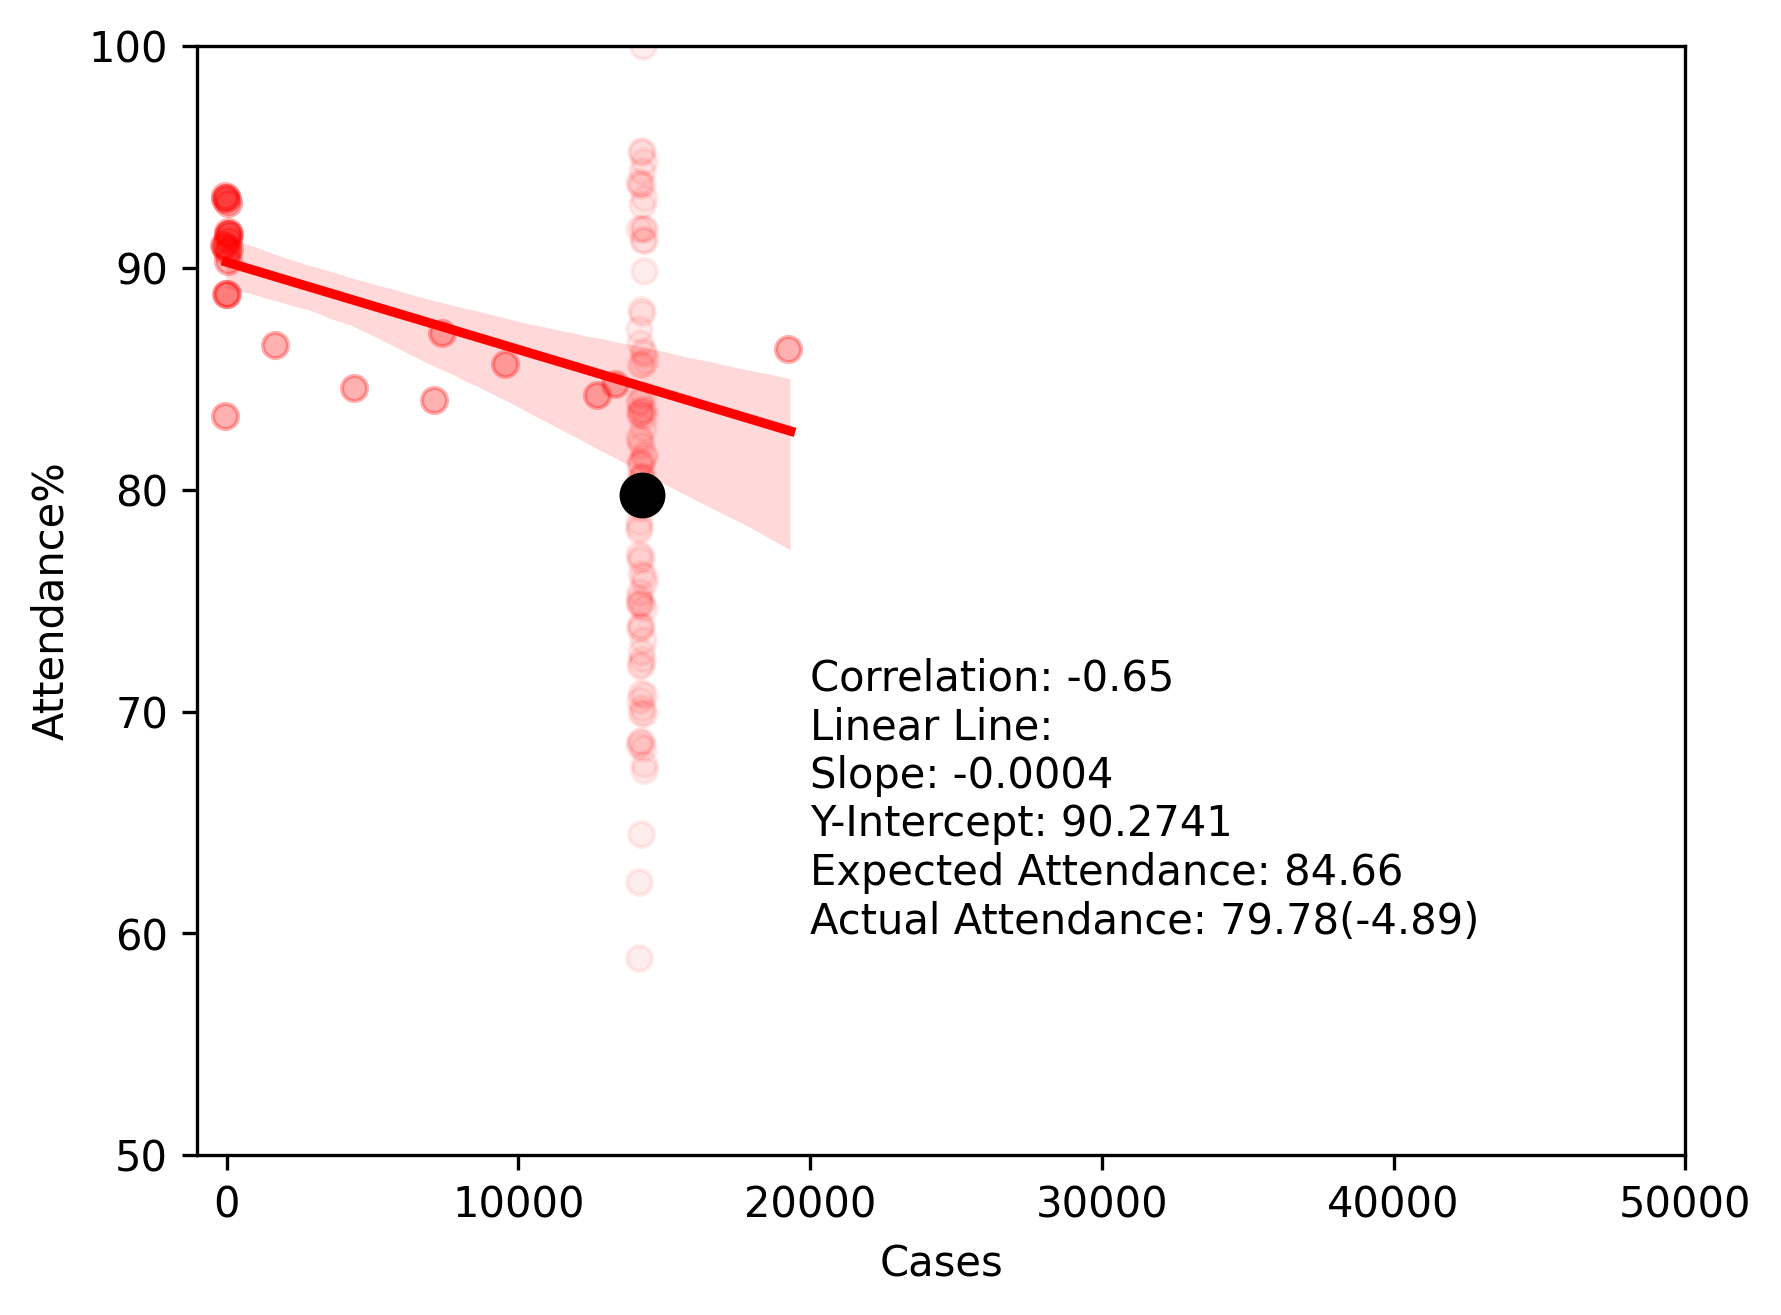 100
90
80
70
60
50
Attendance%
Correlation: -0.65
Linear Line:
Slope: -0.0004
Y-Intercept: 90.2741
Expected Attendance: 84.66
Actual Attendance: 79.78(-4.89)
0 10000 20000 30000 40000 50000
Cases